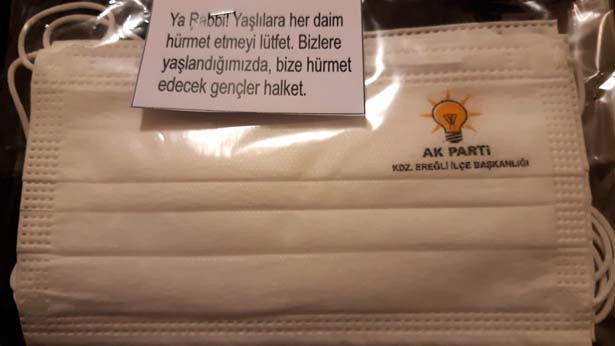 Ya Rabbi! Yaşlılara her daim
hürmet etmeyi lütfet. Bizlere
yaşlandığımızda, bize hürmet
edecek gençler halket.
AK PARTİ
KDZ. EREĞLİ İLÇE BAŞKANLIĞI